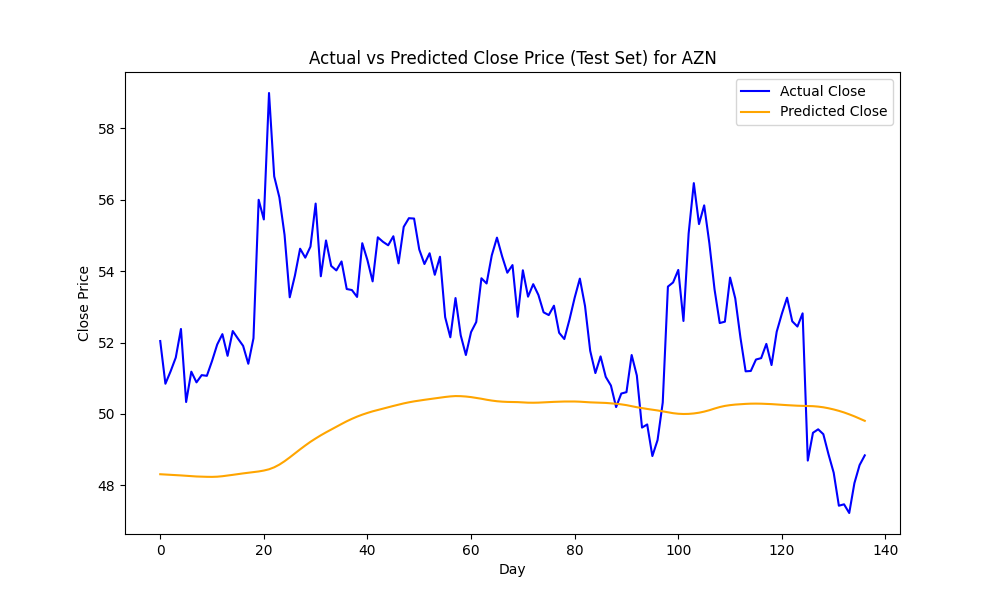 Actual vs Predicted Close Price (Test Set) for AZN
Actual Close
Predicted Close
Close Price
58
56
54
52
50
48
0 20 40 60 80 100 120 140
Day